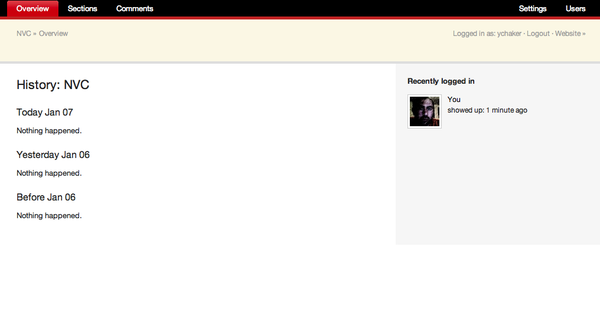 Overview Sections Comments Settings Users
NVC » Overview Logged in as: ychaker · Logout · Website »
History: NVC
Today Jan 07
Nothing happened.
Yesterday Jan 06
Nothing happened.
Before Jan 06
Nothing happened.
Recently logged in
You
showed up: 1 minute ago